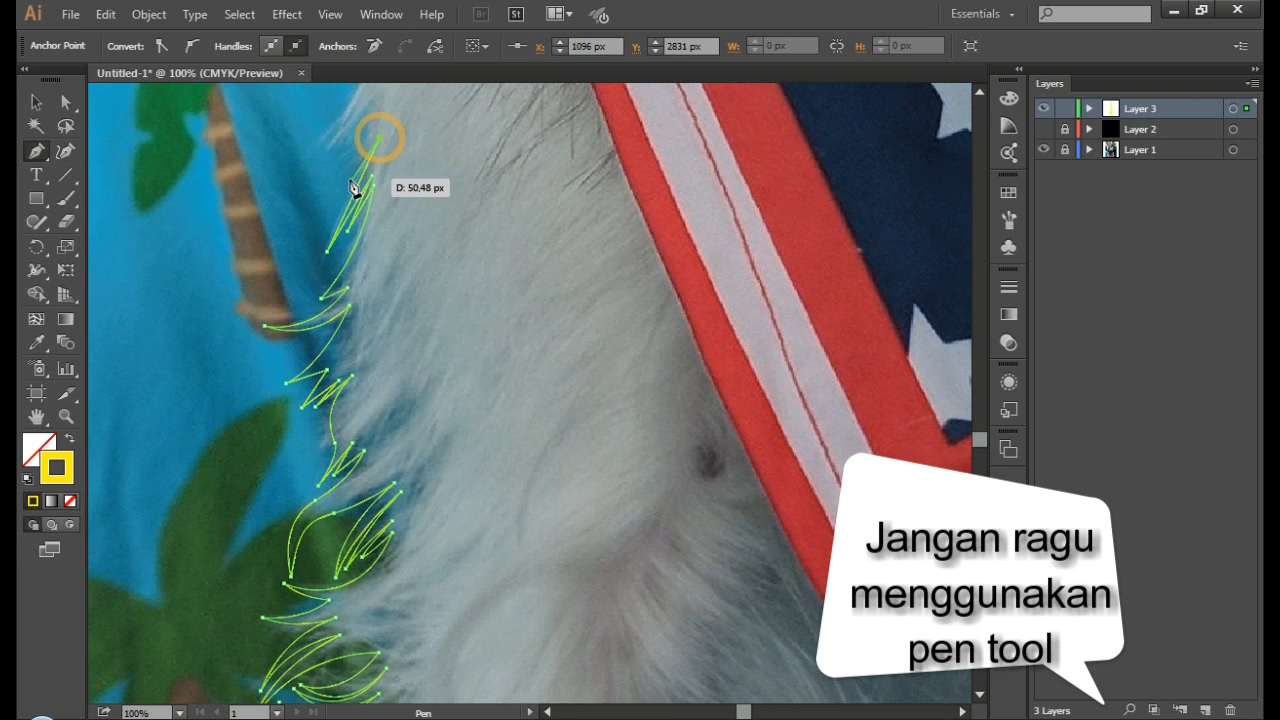 Ai File Edit Object Type Select Effect View Window Help Br St Essentials
Anchor Point Convert: Handles: Anchors: X: 1096 px Y: 2831 px W: 0 px H: 0 px
Untitled-1* @ 100% (CMYK/Preview) ×
Layers
Layer 3
Layer 2
Layer 1
D: 50,48 px
Jangan ragu
menggunakan
pen tool
100% 1 Pen
3 Layers